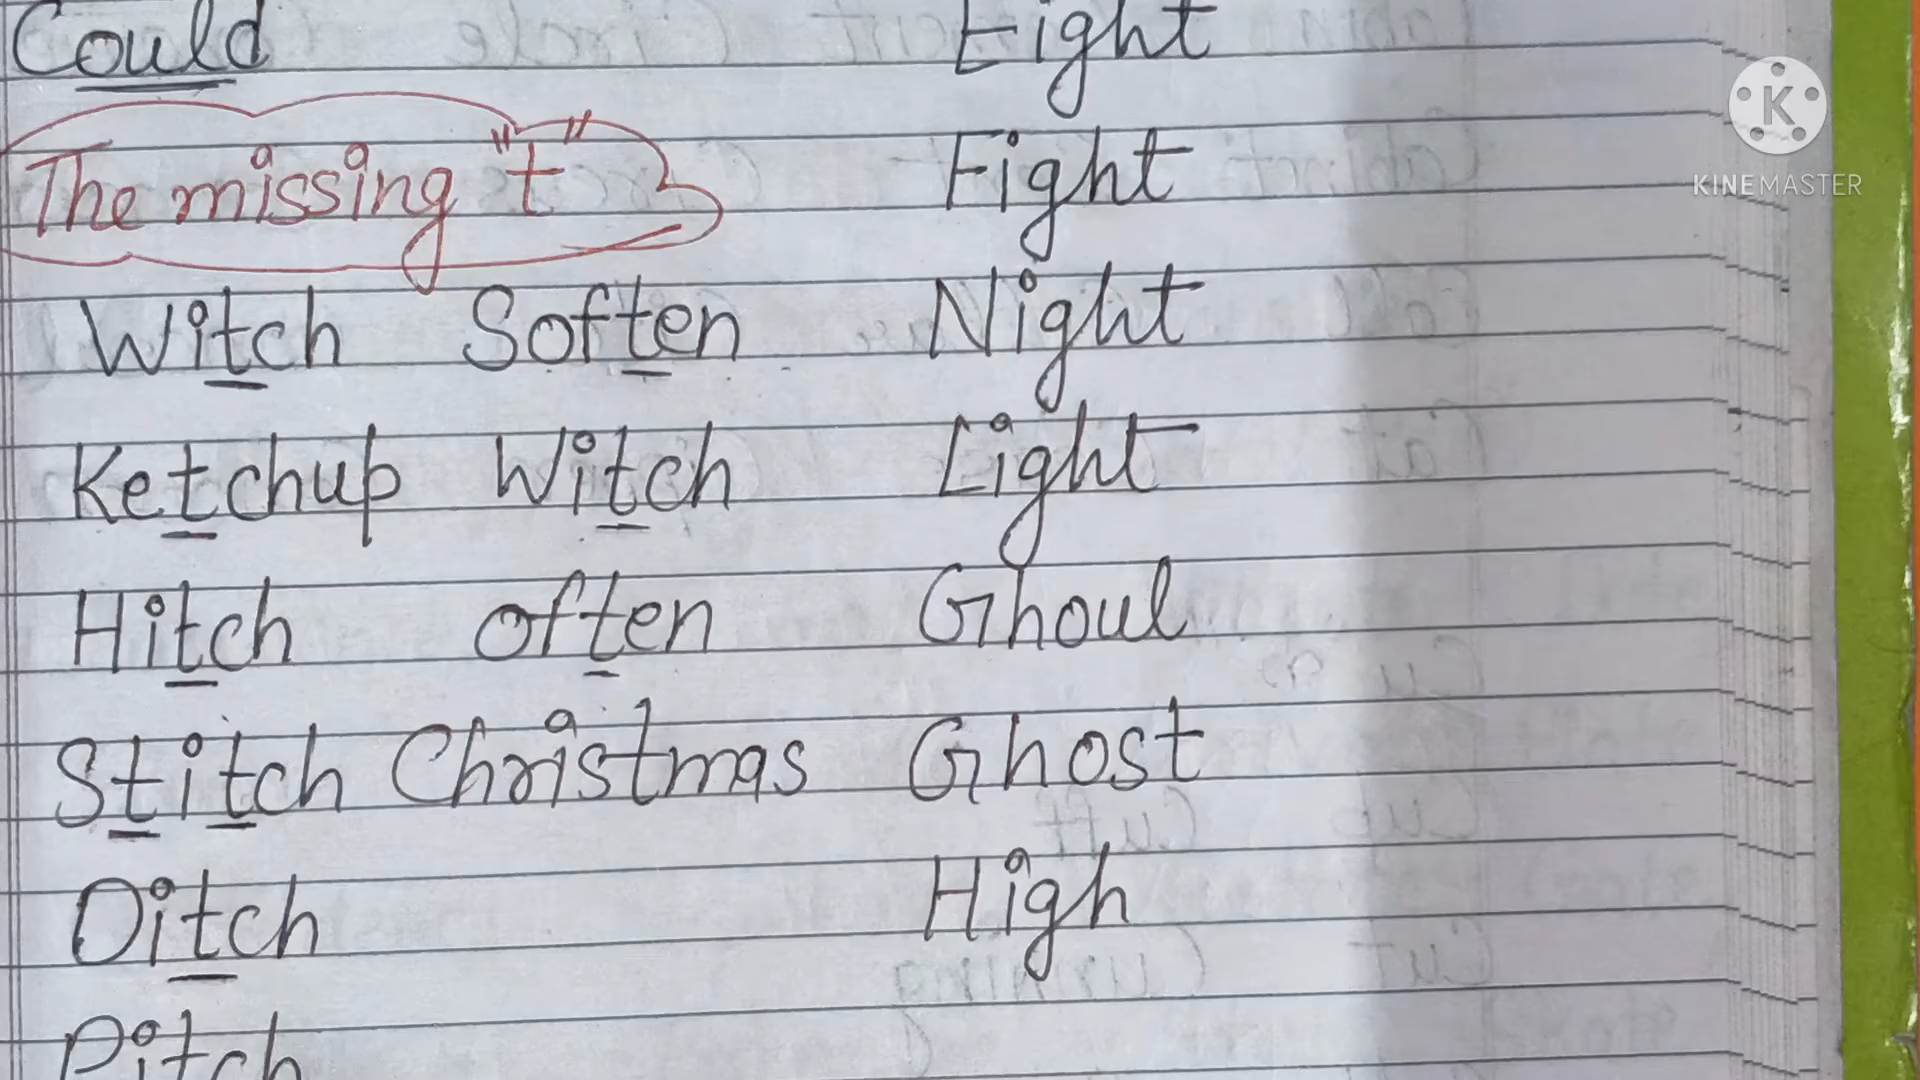 Could Eight
The missing "t" Fight
Witch Soften Night
Ketchup Witch Light
Hitch often Ghoul
Stitch Christmas Ghost
Ditch High
Pitch
KINEMASTER